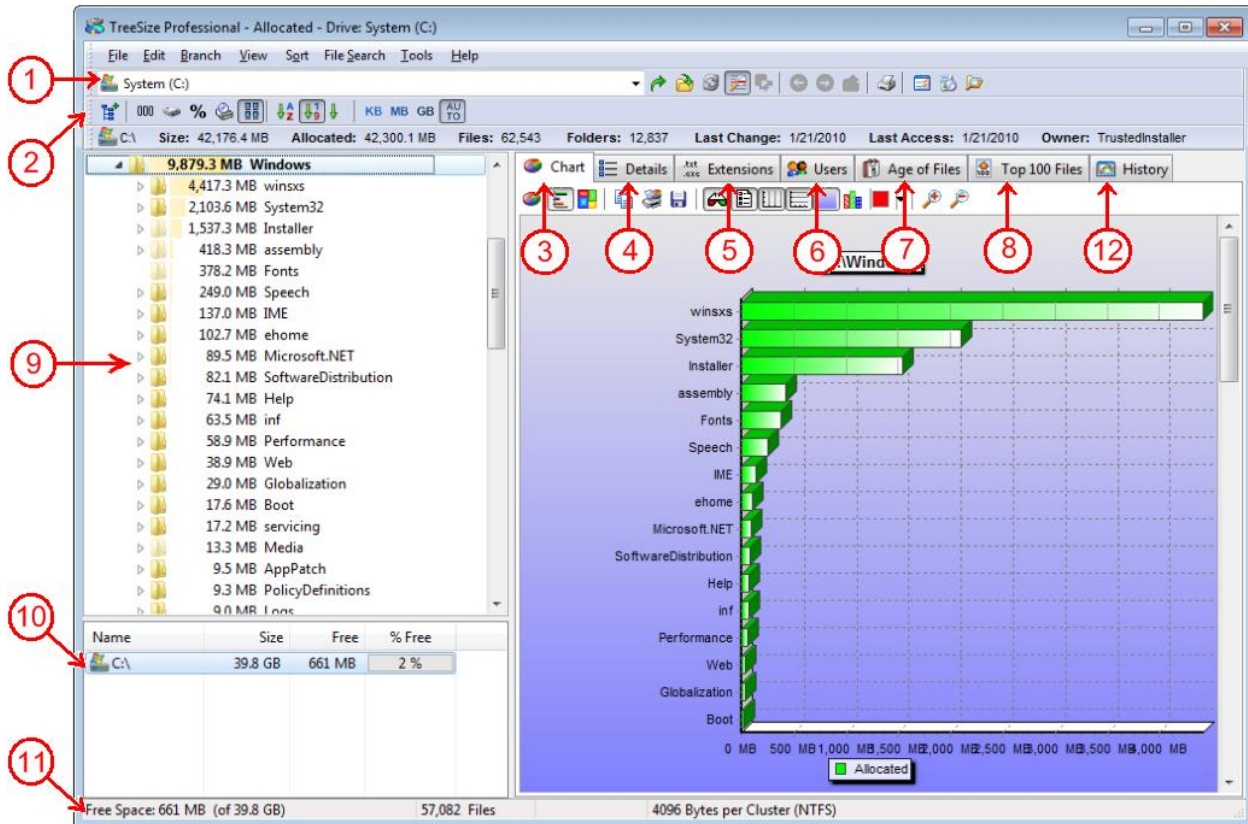 TreeSize Professional - Allocated - Drive: System (C:)
File Edit Branch View Sort File Search Tools Help
1
System (C:)
2
000 % A Z 1 9 KB MB GB AU TO
C:\ Size: 42,176.4 MB Allocated: 42,300.1 MB Files: 62,543 Folders: 12,837 Last Change: 1/21/2010 Last Access: 1/21/2010 Owner: TrustedInstaller
9,879.3 MB Windows
4,417.3 MB winsxs
2,103.6 MB System32
1,537.3 MB Installer
418.3 MB assembly
378.2 MB Fonts
249.0 MB Speech
137.0 MB IME
102.7 MB ehome
9
89.5 MB Microsoft.NET
82.1 MB SoftwareDistribution
74.1 MB Help
63.5 MB inf
58.9 MB Performance
38.9 MB Web
29.0 MB Globalization
17.6 MB Boot
17.2 MB servicing
13.3 MB Media
9.5 MB AppPatch
9.3 MB PolicyDefinitions
9.0 MB Logs
Chart Details .txt .exe Extensions Users Age of Files Top 100 Files History
3 4 5 6 7 8 12
:\Wind
winsxs
System32
Installer
assembly
Fonts
Speech
IME
ehome
Microsoft.NET
SoftwareDistribution
Help
inf
Performance
Web
Globalization
Boot
0 MB 500 MB 1,000 MB 1,500 MB 2,000 MB 2,500 MB 3,000 MB 3,500 MB 4,000 MB
Allocated
10
Name Size Free % Free
C:\ 39.8 GB 661 MB 2 %
11
Free Space: 661 MB (of 39.8 GB) 57,082 Files 4096 Bytes per Cluster (NTFS)